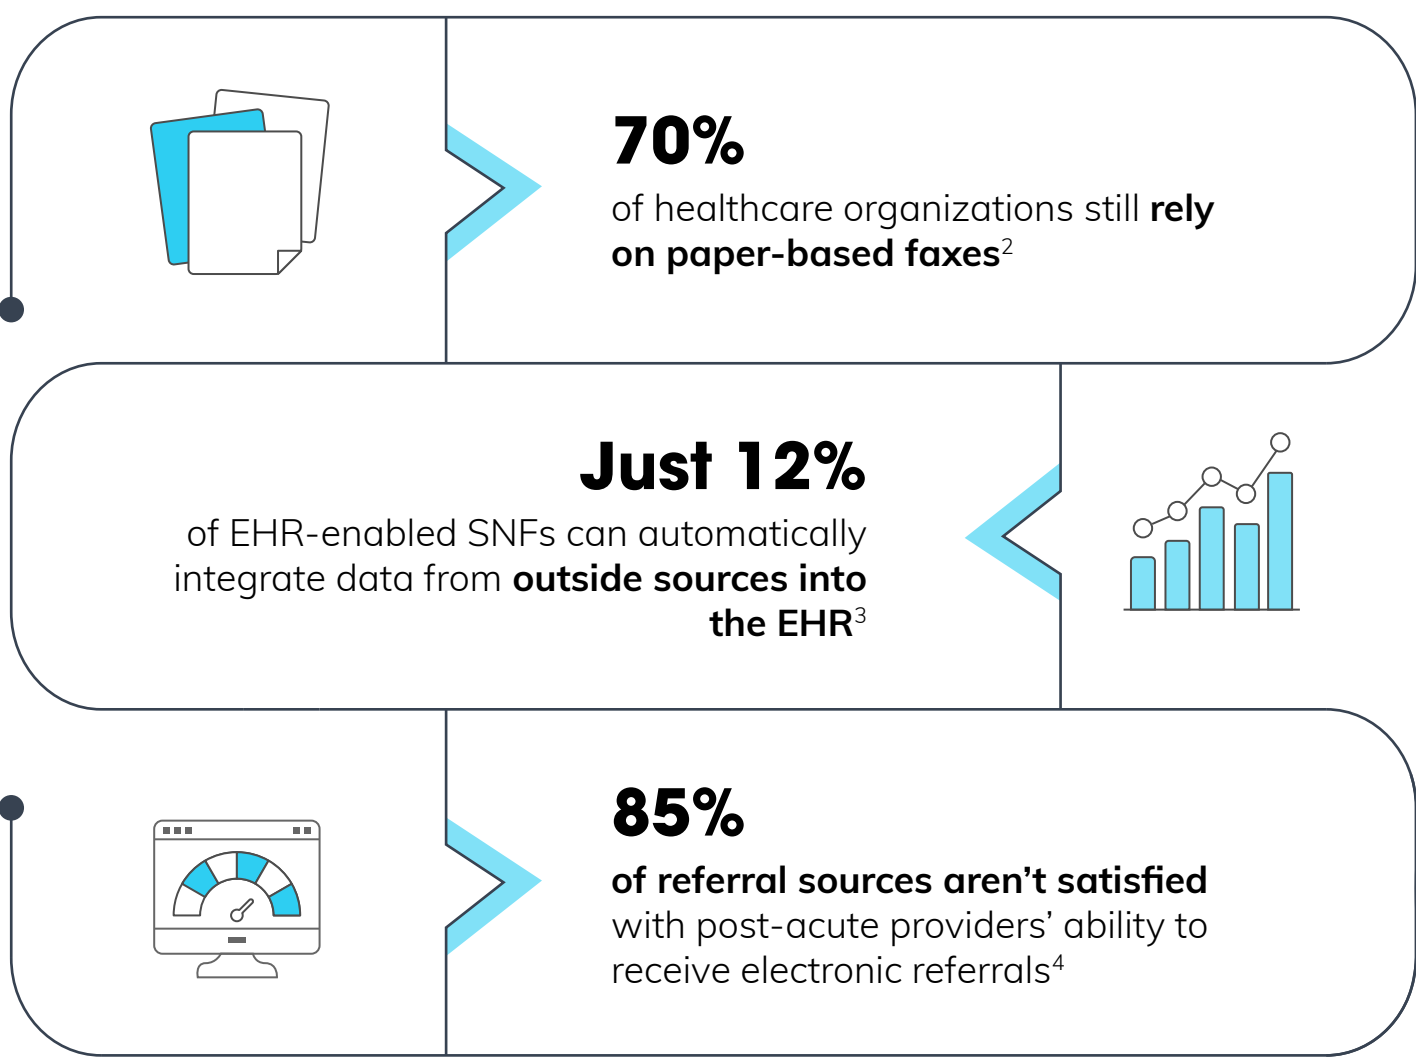 70%
of healthcare organizations still rely
on paper-based faxes²
Just 12%
of EHR-enabled SNFs can automatically
integrate data from outside sources into
the EHR³
85%
of referral sources aren’t satisfied
with post-acute providers’ ability to
receive electronic referrals⁴